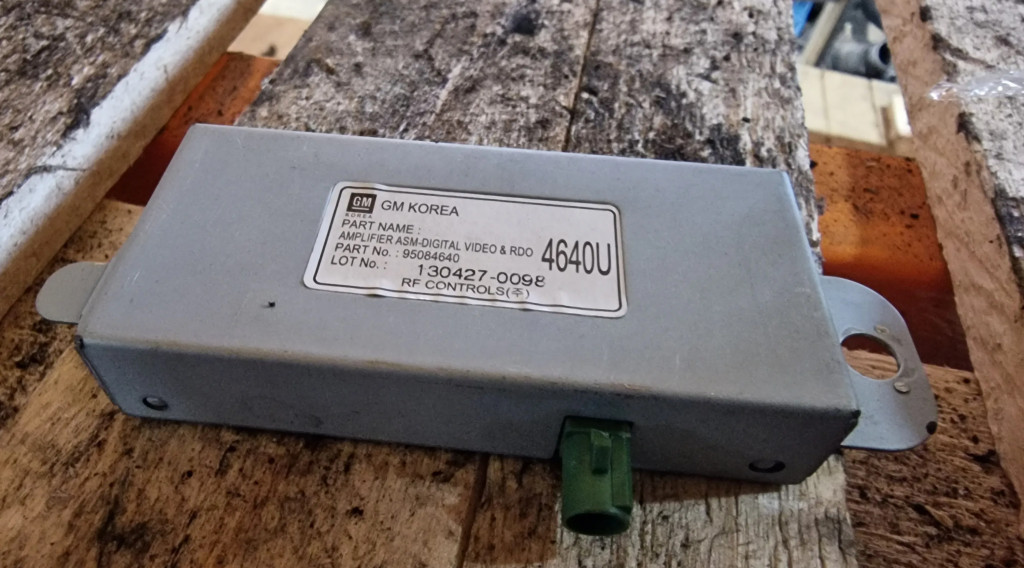 GM
KOREA
GM KOREA
PART NAME :
AMPLIFIER ASM-DIGITAL VIDEO & RDO
4640U
PART No. : 95084640
LOT No. : 130427-0098
RF CONTROLS(주)